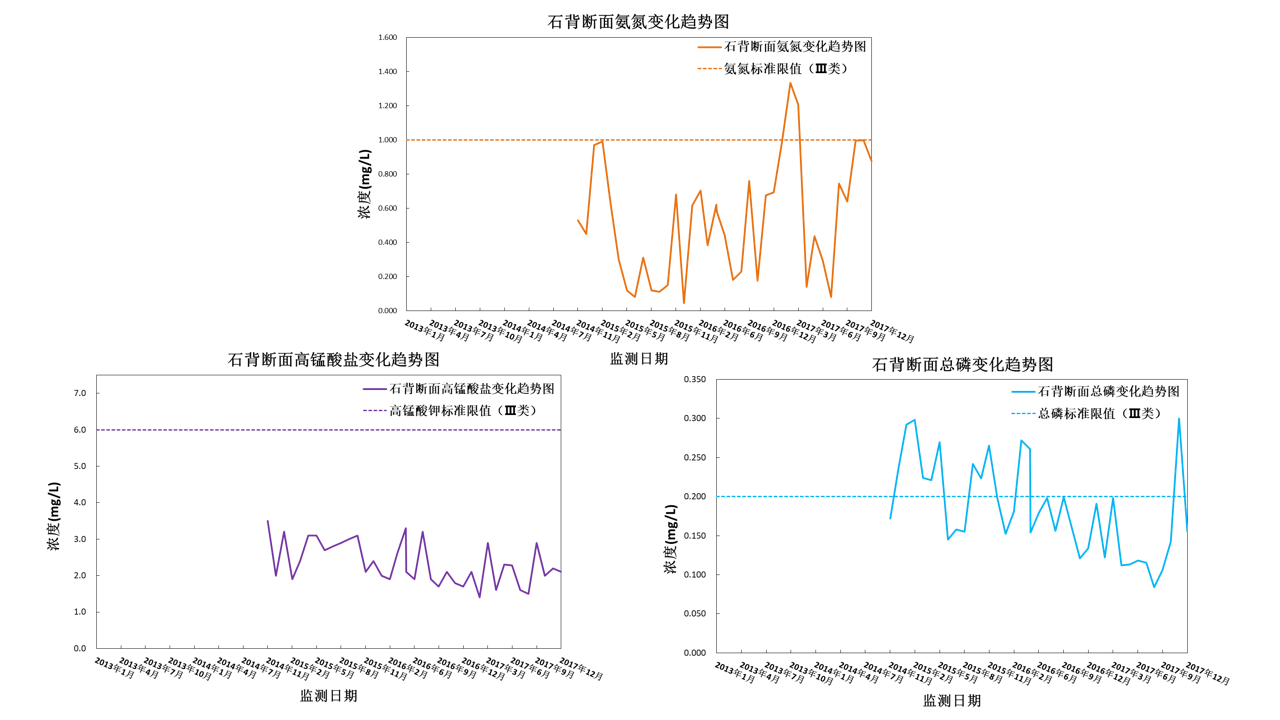 石背断面氨氮变化趋势图
石背断面氨氮变化趋势图
氨氮标准限值（Ⅲ类）
1.600
1.400
1.200
1.000
0.800
0.600
0.400
0.200
0.000
浓度(mg/L)
2013年1月
2013年4月
2013年7月
2013年10月
2014年1月
2014年4月
2014年7月
2014年11月
2015年2月
2015年5月
2015年8月
2015年11月
2016年2月
2016年6月
2016年9月
2016年12月
2017年3月
2017年6月
2017年9月
2017年12月
监测日期
石背断面高锰酸盐变化趋势图
石背断面高锰酸盐变化趋势图
高锰酸钾标准限值（Ⅲ类）
7.0
6.0
5.0
4.0
3.0
2.0
1.0
0.0
浓度(mg/L)
2013年1月
2013年4月
2013年7月
2013年10月
2014年1月
2014年4月
2014年7月
2014年11月
2015年2月
2015年5月
2015年8月
2015年11月
2016年2月
2016年6月
2016年9月
2016年12月
2017年3月
2017年6月
2017年9月
2017年12月
监测日期
石背断面总磷变化趋势图
石背断面总磷变化趋势图
总磷标准限值（Ⅲ类）
0.350
0.300
0.250
0.200
0.150
0.100
0.050
0.000
浓度(mg/L)
2013年1月
2013年4月
2013年7月
2013年10月
2014年1月
2014年4月
2014年7月
2014年11月
2015年2月
2015年5月
2015年8月
2015年11月
2016年2月
2016年6月
2016年9月
2016年12月
2017年3月
2017年6月
2017年9月
2017年12月
监测日期